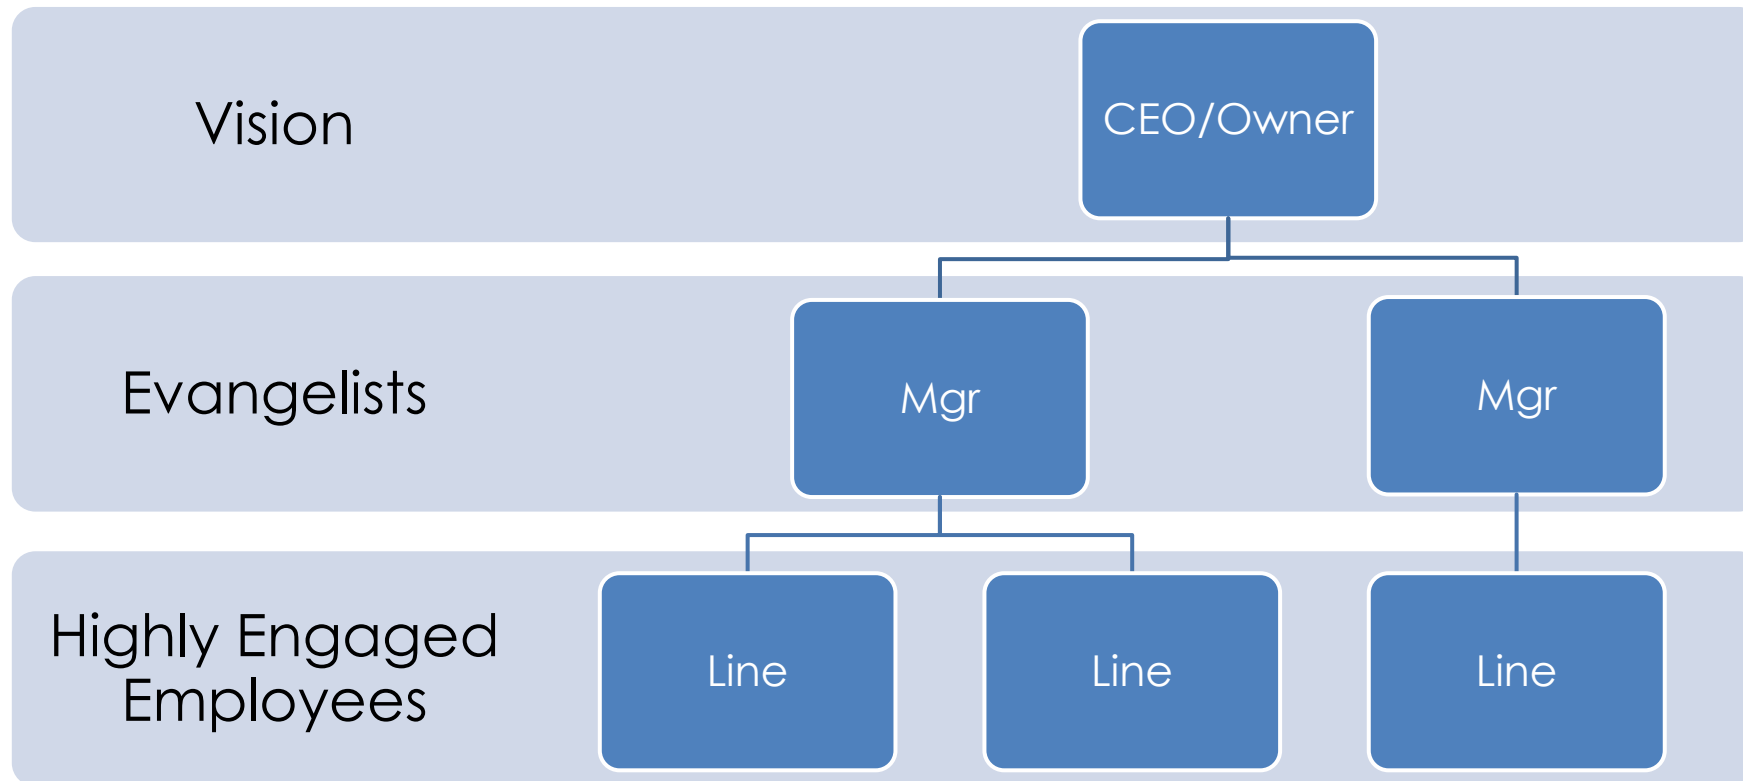 Vision
CEO/Owner
Evangelists
Mgr
Mgr
Highly Engaged
Employees
Line
Line
Line